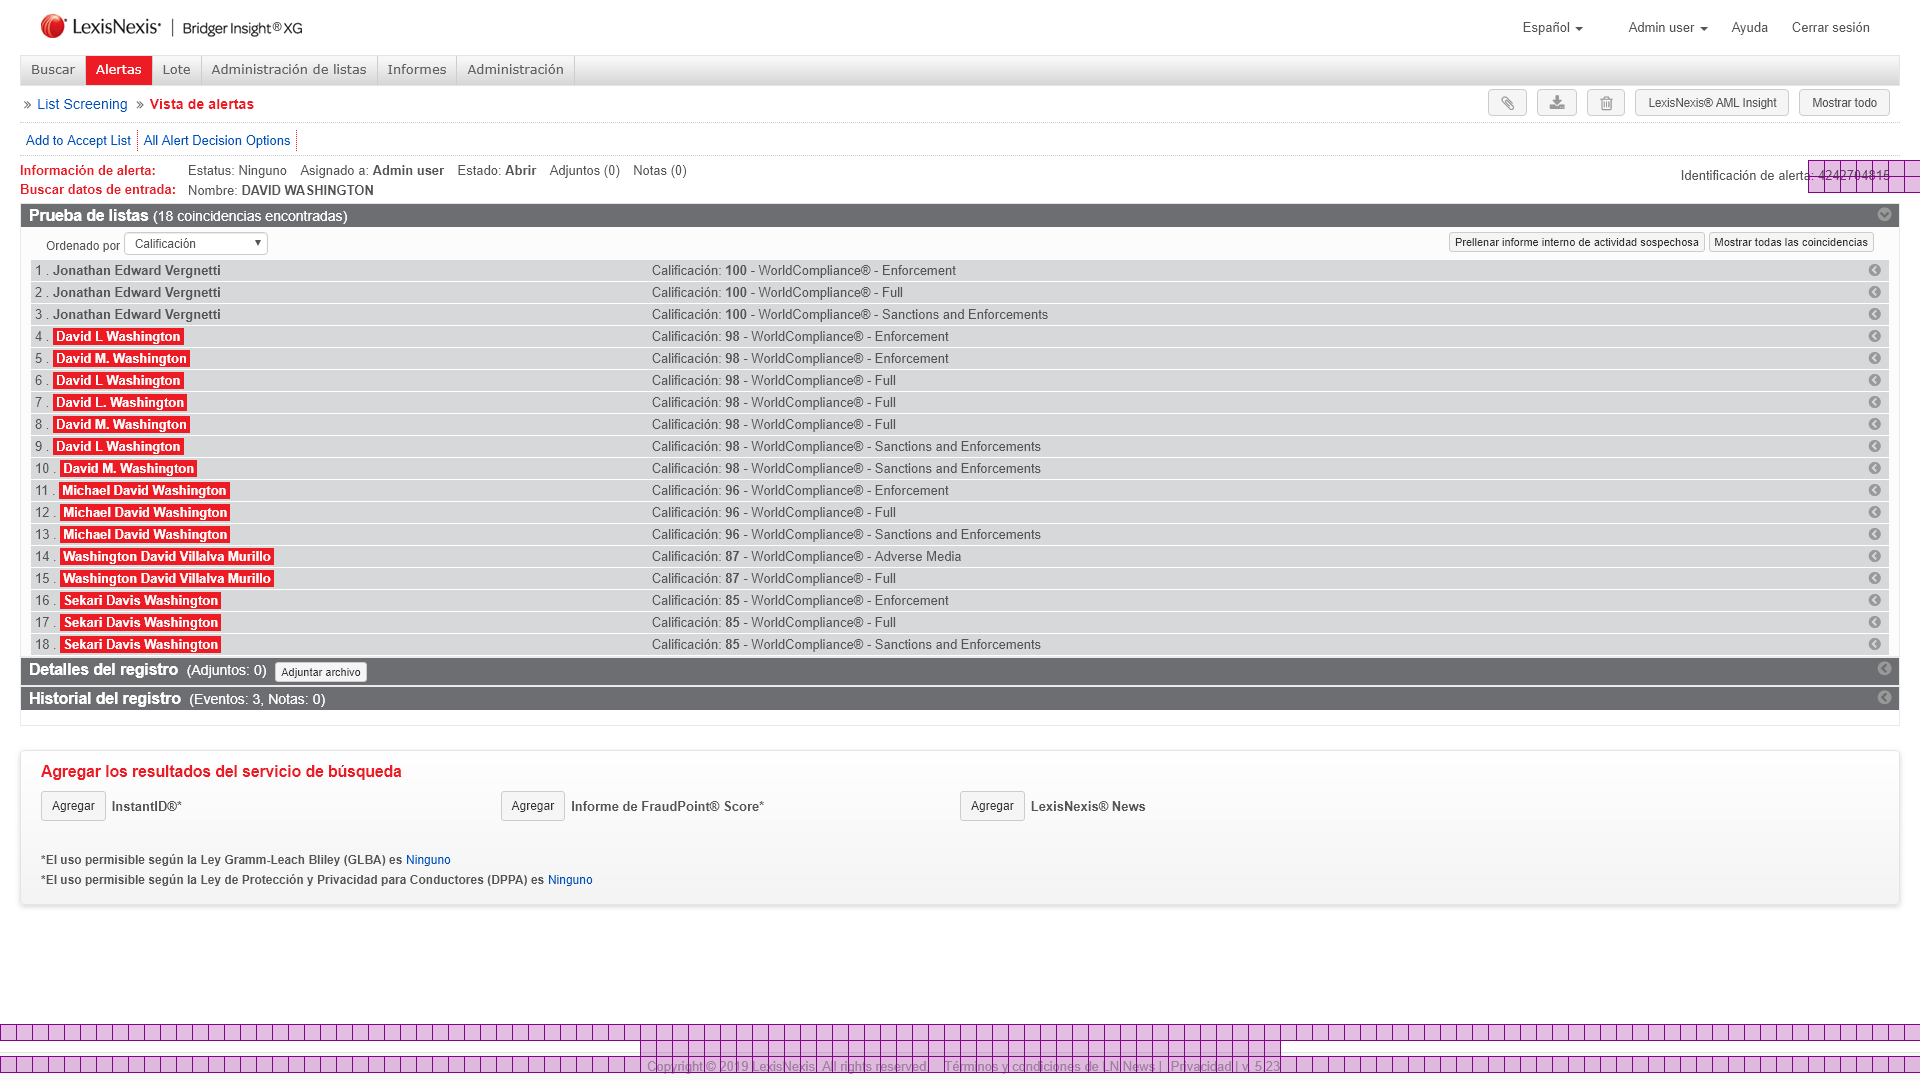 LexisNexis® | Bridger Insight® XG
Español Admin user Ayuda Cerrar sesión
Buscar Alertas Lote Administración de listas Informes Administración
» List Screening » Vista de alertas LexisNexis® AML Insight Mostrar todo
Add to Accept List All Alert Decision Options
Información de alerta: Estatus: Ninguno Asignado a: Admin user Estado: Abrir Adjuntos (0) Notas (0)
Identificación de alerta: 4242704815
Buscar datos de entrada: Nombre: DAVID WASHINGTON
Prueba de listas (18 coincidencias encontradas)
Ordenado por Calificación Prellenar informe interno de actividad sospechosa Mostrar todas las coincidencias
1 . Jonathan Edward Vergnetti Calificación: 100 - WorldCompliance® - Enforcement
2 . Jonathan Edward Vergnetti Calificación: 100 - WorldCompliance® - Full
3 . Jonathan Edward Vergnetti Calificación: 100 - WorldCompliance® - Sanctions and Enforcements
4 . David L Washington Calificación: 98 - WorldCompliance® - Enforcement
5 . David M. Washington Calificación: 98 - WorldCompliance® - Enforcement
6 . David L Washington Calificación: 98 - WorldCompliance® - Full
7 . David L. Washington Calificación: 98 - WorldCompliance® - Full
8 . David M. Washington Calificación: 98 - WorldCompliance® - Full
9 . David L Washington Calificación: 98 - WorldCompliance® - Sanctions and Enforcements
10 . David M. Washington Calificación: 98 - WorldCompliance® - Sanctions and Enforcements
11 . Michael David Washington Calificación: 96 - WorldCompliance® - Enforcement
12 . Michael David Washington Calificación: 96 - WorldCompliance® - Full
13 . Michael David Washington Calificación: 96 - WorldCompliance® - Sanctions and Enforcements
14 . Washington David Villalva Murillo Calificación: 87 - WorldCompliance® - Adverse Media
15 . Washington David Villalva Murillo Calificación: 87 - WorldCompliance® - Full
16 . Sekari Davis Washington Calificación: 85 - WorldCompliance® - Enforcement
17 . Sekari Davis Washington Calificación: 85 - WorldCompliance® - Full
18 . Sekari Davis Washington Calificación: 85 - WorldCompliance® - Sanctions and Enforcements
Detalles del registro (Adjuntos: 0) Adjuntar archivo
Historial del registro (Eventos: 3, Notas: 0)
Agregar los resultados del servicio de búsqueda
Agregar InstantID®* Agregar Informe de FraudPoint® Score* Agregar LexisNexis® News
*El uso permisible según la Ley Gramm-Leach Bliley (GLBA) es Ninguno
*El uso permisible según la Ley de Protección y Privacidad para Conductores (DPPA) es Ninguno
Copyright © 2019 LexisNexis. All rights reserved. Términos y condiciones de LN News | Privacidad | v. 5.23